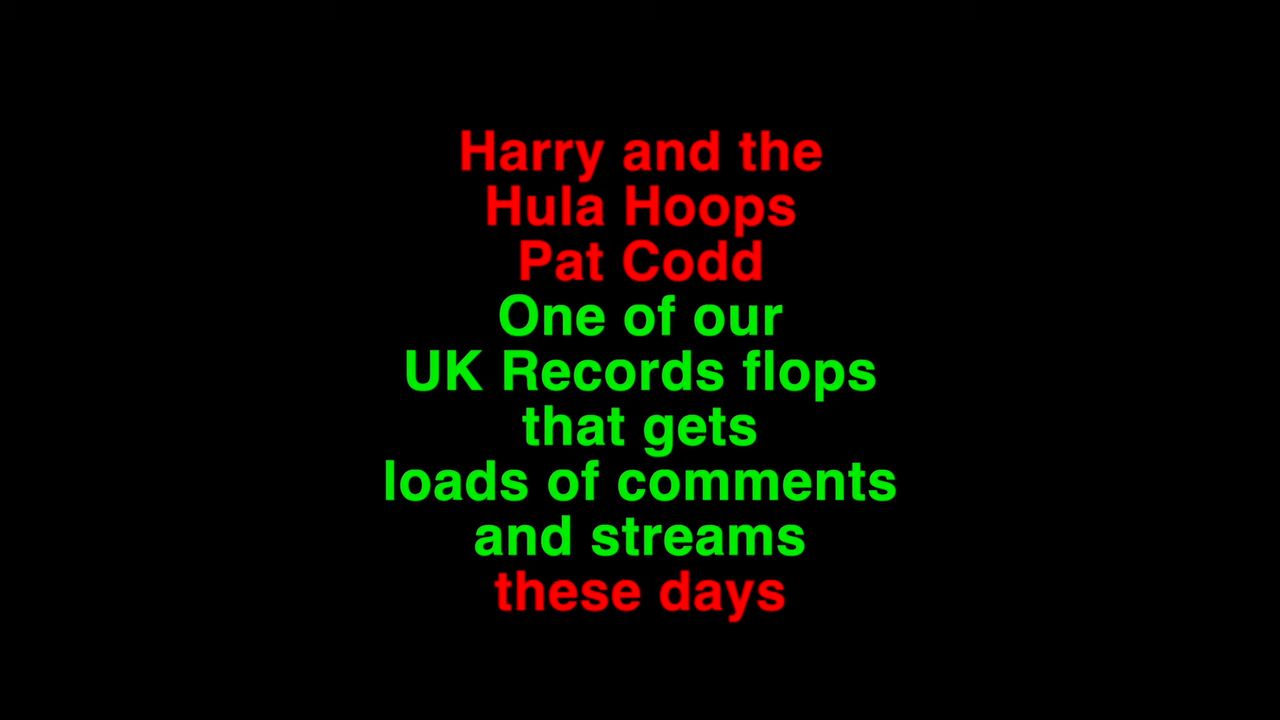 Harry and the
Hula Hoops
Pat Codd
One of our
UK Records flops
that gets
loads of comments
and streams
these days